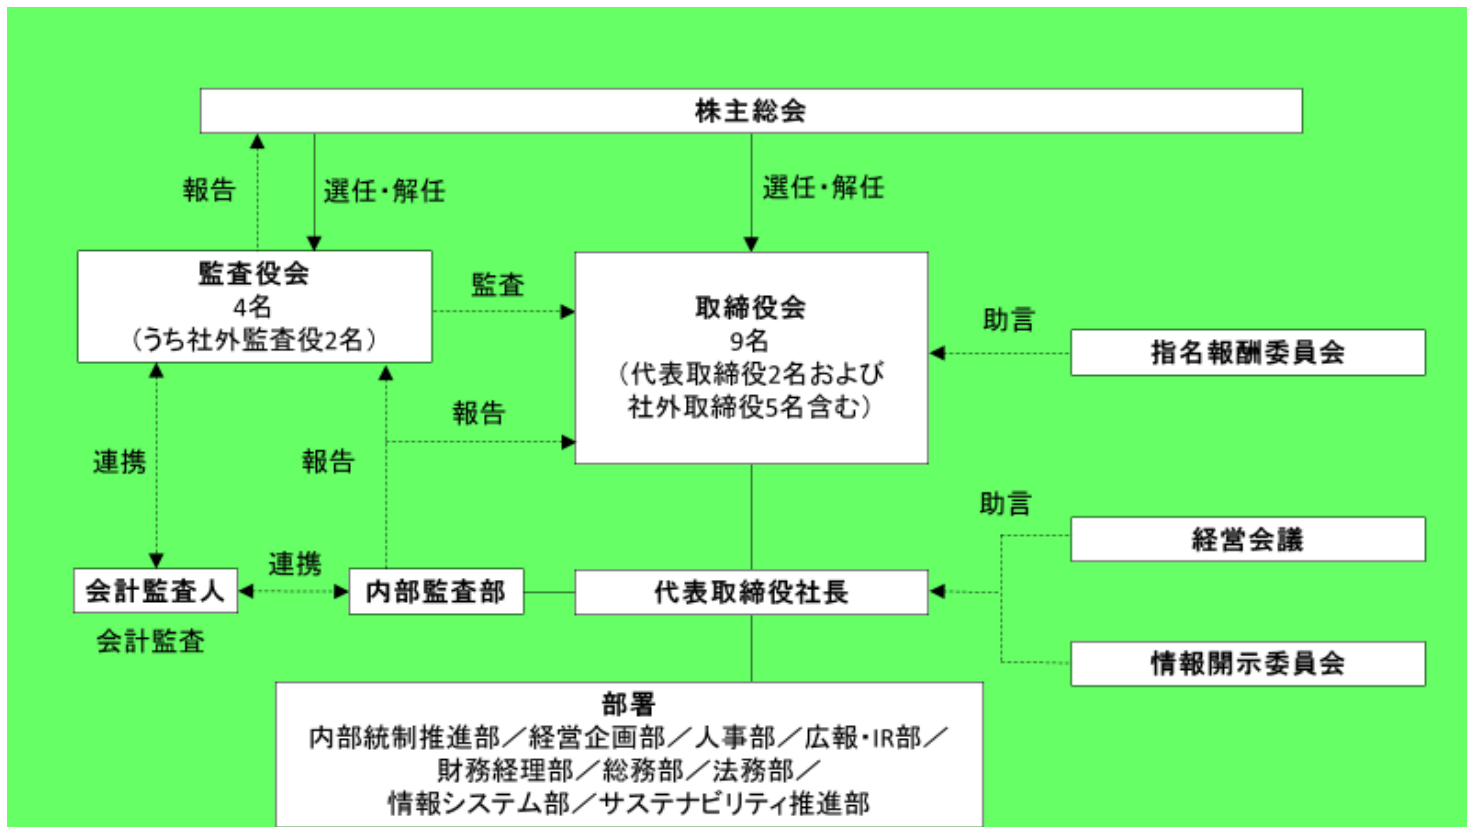 株主総会
報告
選任・解任
選任・解任
監査役会
4名
（うち社外監査役2名）
監査
取締役会
9名
（代表取締役2名および
社外取締役5名含む）
助言
指名報酬委員会
報告
連携
報告
助言
経営会議
連携
会計監査人
内部監査部
代表取締役社長
会計監査
情報開示委員会
部署
内部統制推進部／経営企画部／人事部／広報・IR部／
財務経理部／総務部／法務部／
情報システム部／サステナビリティ推進部